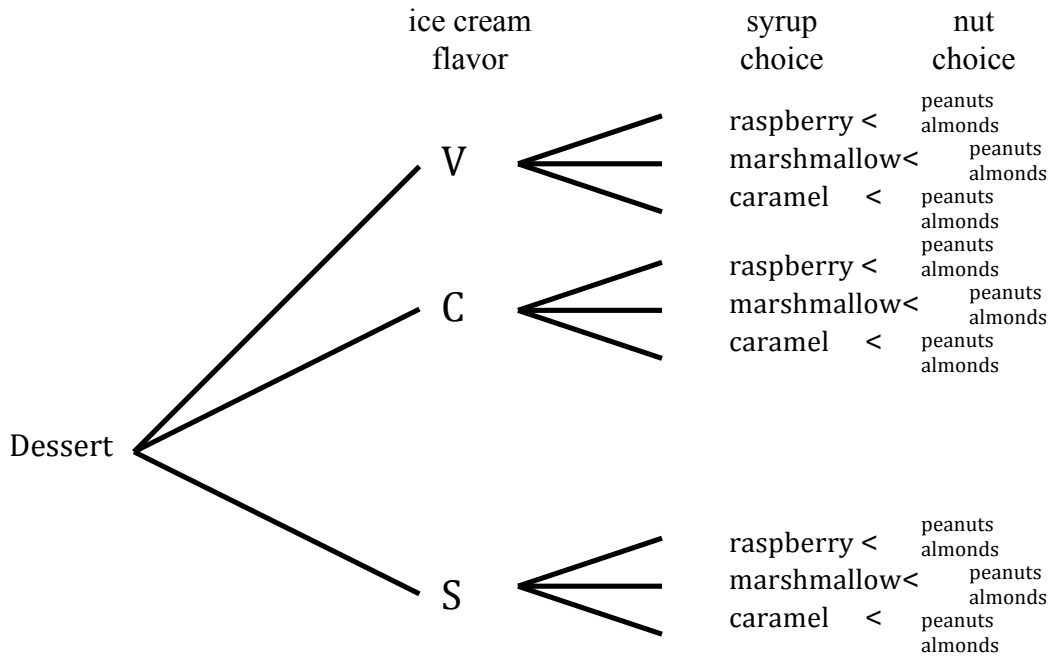 ice cream
flavor
syrup
choice
nut
choice
V
raspberry <
peanuts
almonds
marshmallow<
peanuts
almonds
caramel <
peanuts
almonds
C
raspberry <
peanuts
almonds
marshmallow<
peanuts
almonds
caramel <
peanuts
almonds
Dessert
S
raspberry <
peanuts
almonds
marshmallow<
peanuts
almonds
caramel <
peanuts
almonds